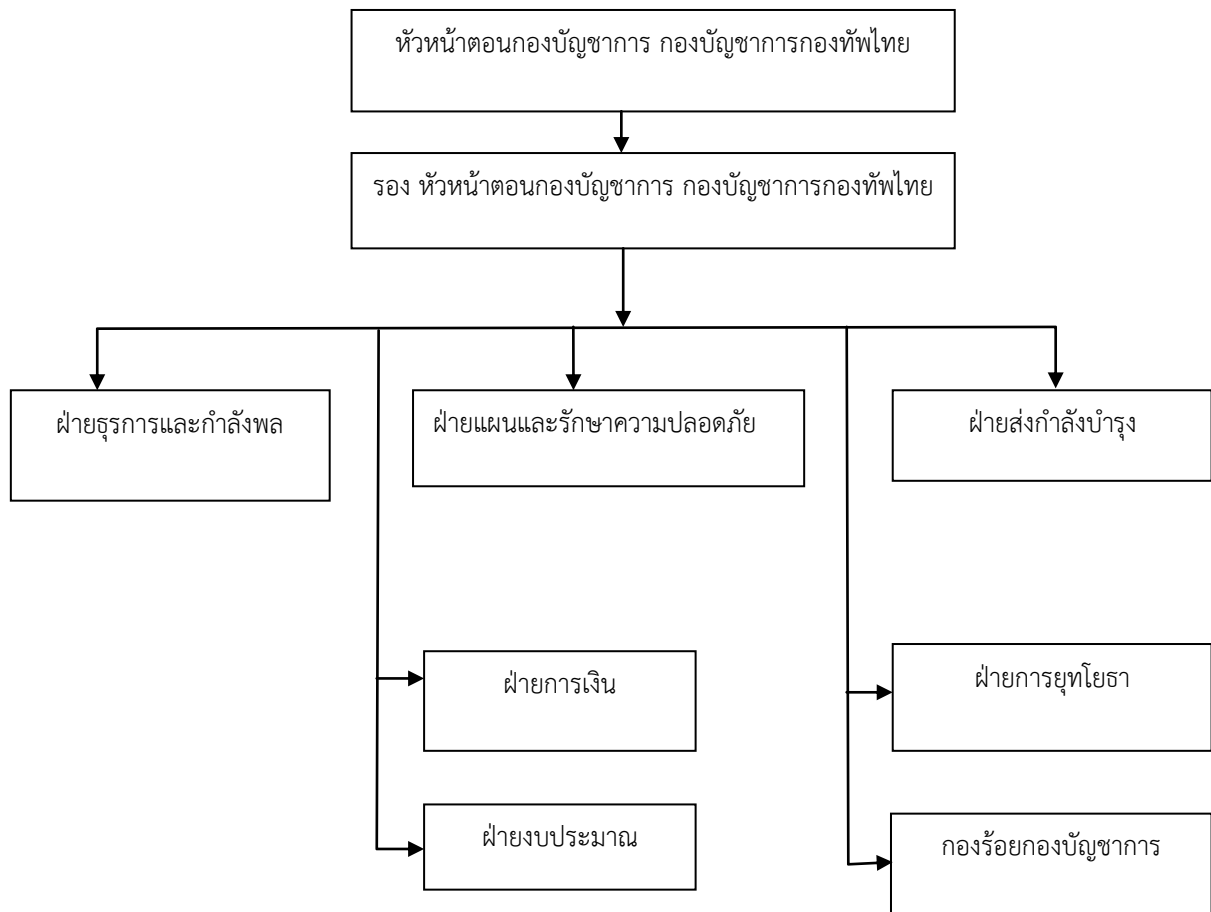 หัวหน้าตอนกองบัญชาการ กองบัญชาการกองทัพไทย
รอง หัวหน้าตอนกองบัญชาการ กองบัญชาการกองทัพไทย
ฝ่ายธุรการและกำลังพล
ฝ่ายแผนและรักษาความปลอดภัย
ฝ่ายส่งกำลังบำรุง
ฝ่ายการเงิน
ฝ่ายการยุทโยธา
ฝ่ายงบประมาณ
กองร้อยกองบัญชาการ